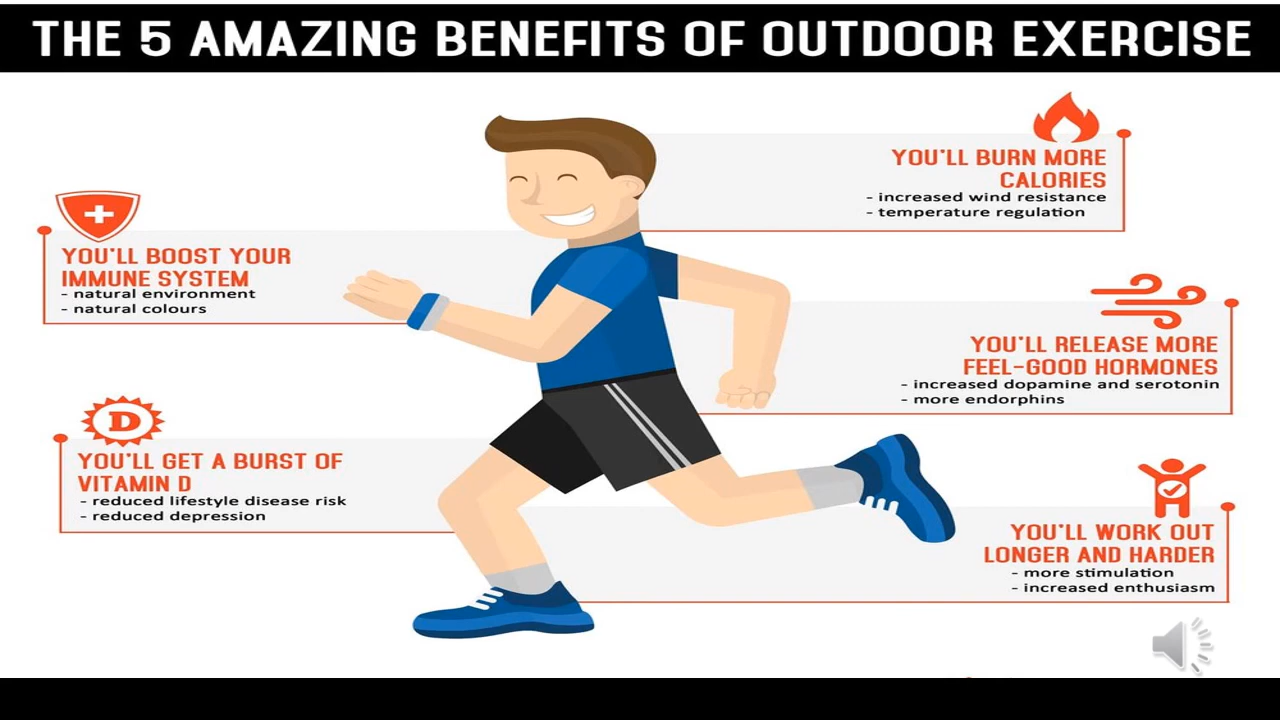 THE 5 AMAZING BENEFITS OF OUTDOOR EXERCISE
YOU'LL BOOST YOUR
IMMUNE SYSTEM
- natural environment
- natural colours
D
YOU'LL GET A BURST OF
VITAMIN D
- reduced lifestyle disease risk
- reduced depression
YOU'LL BURN MORE
CALORIES
- increased wind resistance
- temperature regulation
YOU'LL RELEASE MORE
FEEL-GOOD HORMONES
- increased dopamine and serotonin
- more endorphins
YOU'LL WORK OUT
LONGER AND HARDER
- more stimulation
- increased enthusiasm